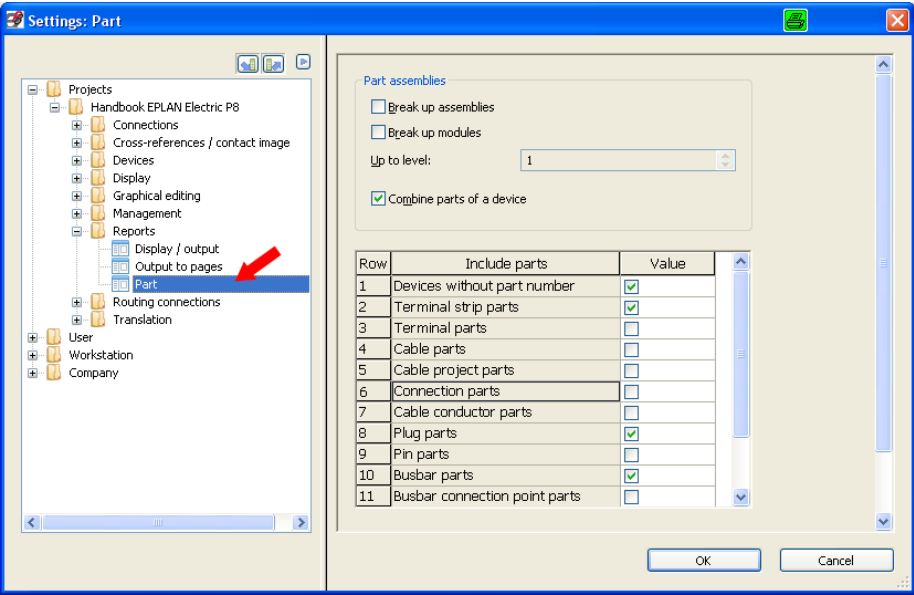 Settings: Part
Projects
Handbook EPLAN Electric P8
Connections
Cross-references / contact image
Devices
Display
Graphical editing
Management
Reports
Display / output
Output to pages
Part
Routing connections
Translation
User
Workstation
Company
Part assemblies
Break up assemblies
Break up modules
Up to level: 1
Combine parts of a device
Row Include parts Value
1 Devices without part number
2 Terminal strip parts
3 Terminal parts
4 Cable parts
5 Cable project parts
6 Connection parts
7 Cable conductor parts
8 Plug parts
9 Pin parts
10 Busbar parts
11 Busbar connection point parts
OK Cancel